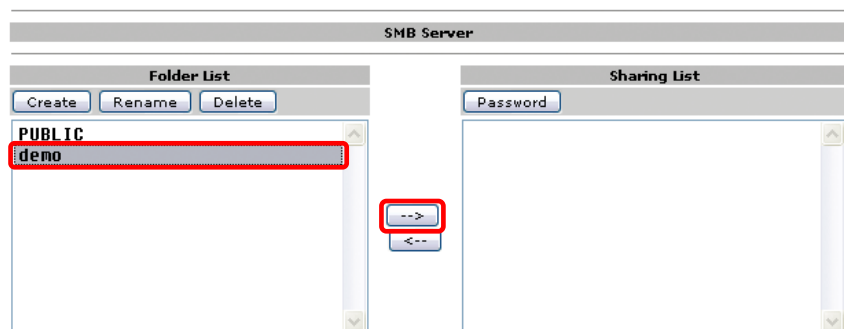 SMB Server
Folder List
Sharing List
Create Rename Delete
Password
PUBLIC
demo
-->
<--